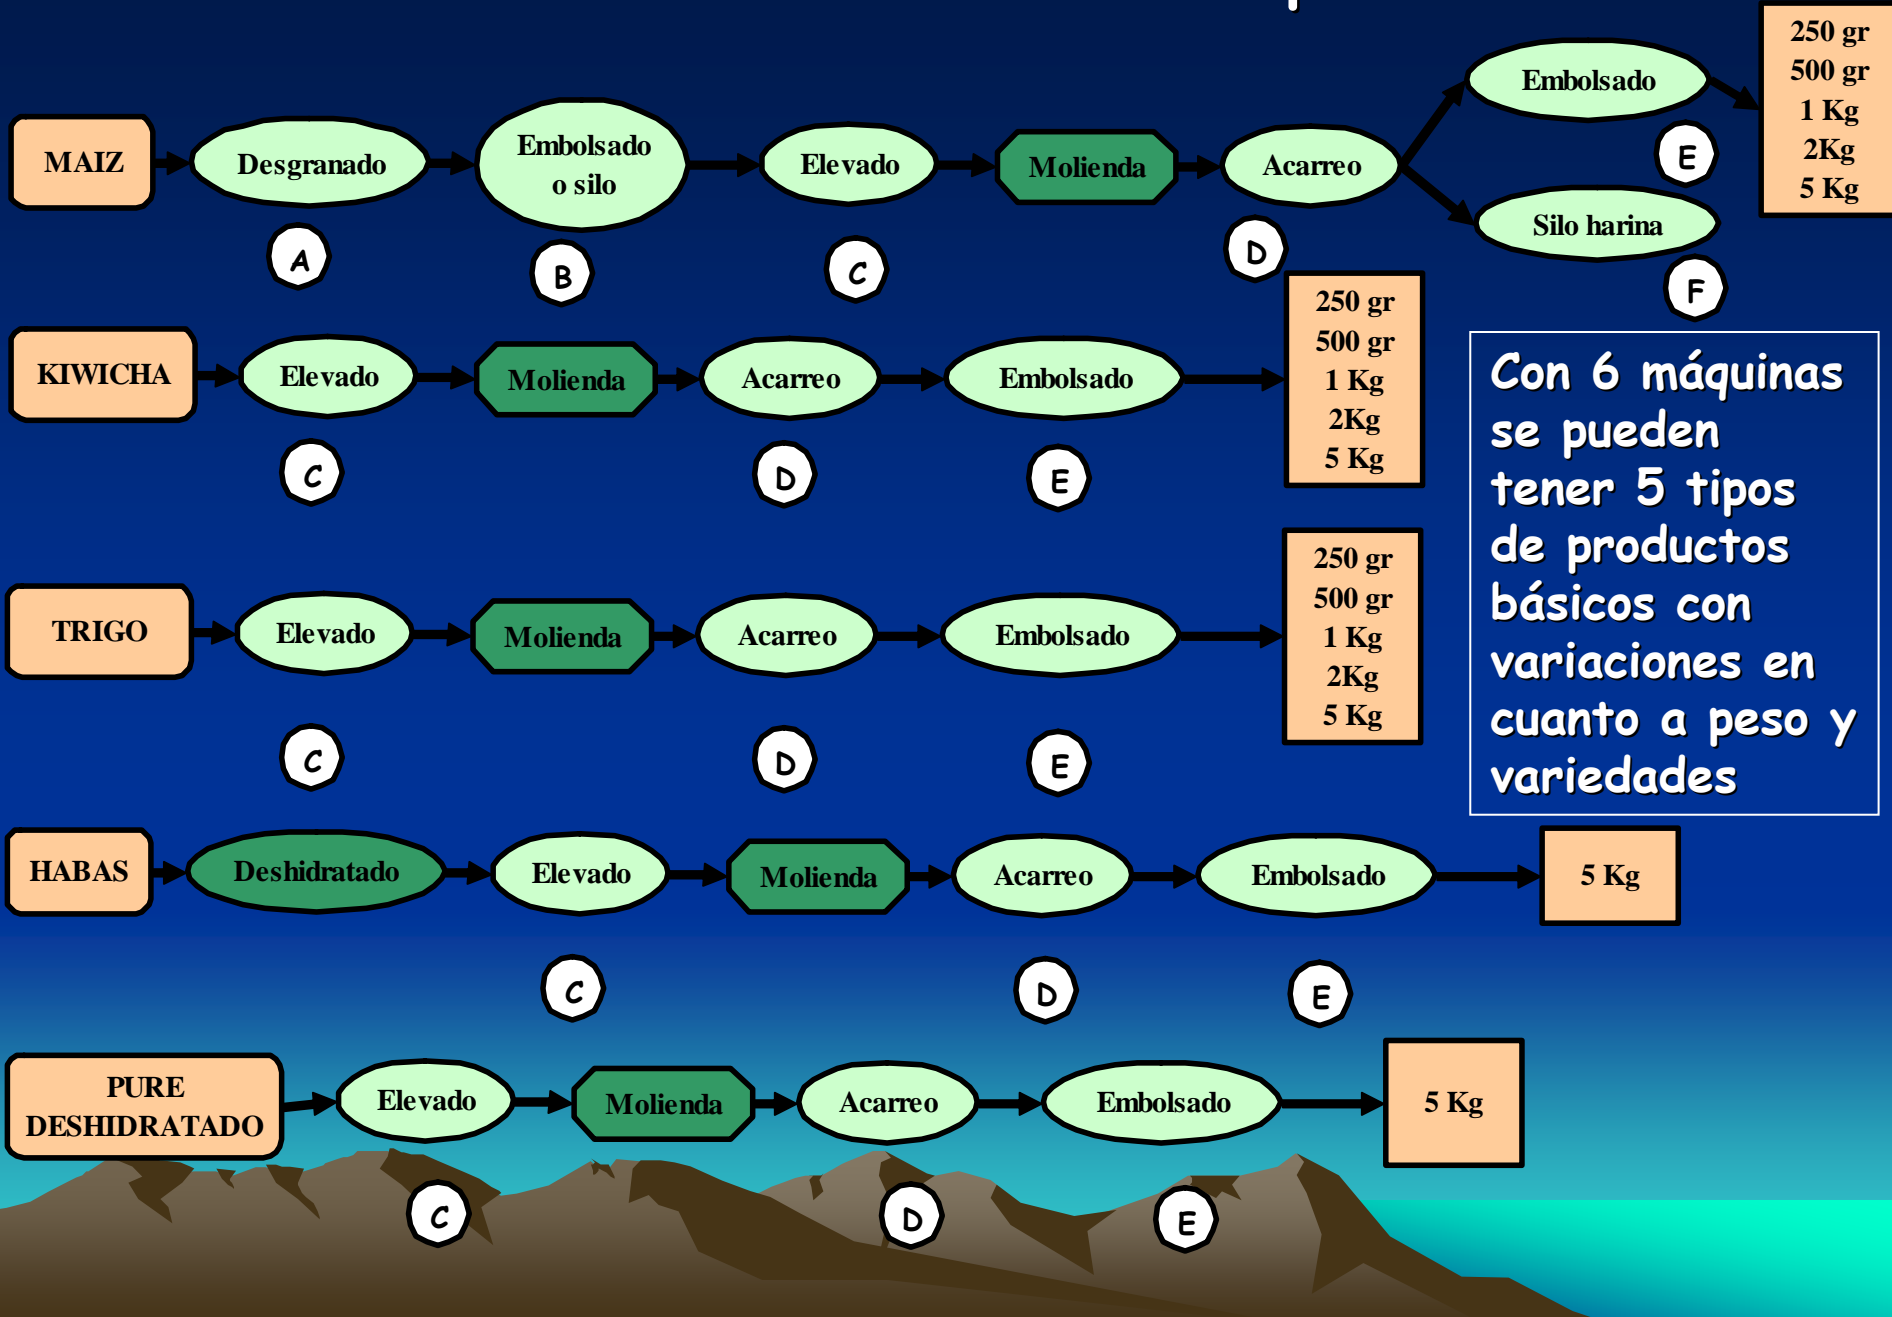 MAIZ
Desgranado
Embolsado
o silo
Elevado
Molienda
Acarreo
Embolsado
Silo harina
250 gr
500 gr
1 Kg
2Kg
5 Kg
A
B
C
D
E
F
KIWICHA
Elevado
Molienda
Acarreo
Embolsado
250 gr
500 gr
1 Kg
2Kg
5 Kg
C
D
E
Con 6 máquinas
se pueden
tener 5 tipos
de productos
básicos con
variaciones en
cuanto a peso y
variedades
TRIGO
Elevado
Molienda
Acarreo
Embolsado
250 gr
500 gr
1 Kg
2Kg
5 Kg
C
D
E
HABAS
Deshidratado
Elevado
Molienda
Acarreo
Embolsado
5 Kg
C
D
E
PURE
DESHIDRATADO
Elevado
Molienda
Acarreo
Embolsado
5 Kg
C
D
E